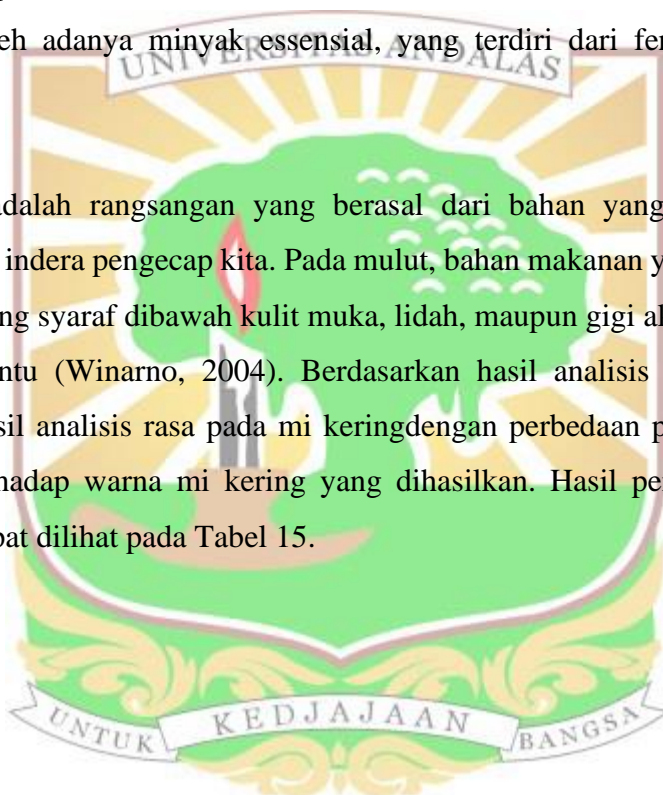 eh adanya minyak essensial, yang terdiri dari fer
UNIVERSITAS ANDALAS
adalah rangsangan yang berasal dari bahan yang
indera pengecap kita. Pada mulut, bahan makanan y
ng syaraf dibawah kulit muka, lidah, maupun gigi a
ntu (Winarno, 2004). Berdasarkan hasil analisis
sil analisis rasa pada mi keringdengan perbedaan p
hadap warna mi kering yang dihasilkan. Hasil pe
at dilihat pada Tabel 15.
UNTUK KEDJAJAAN BANGSA